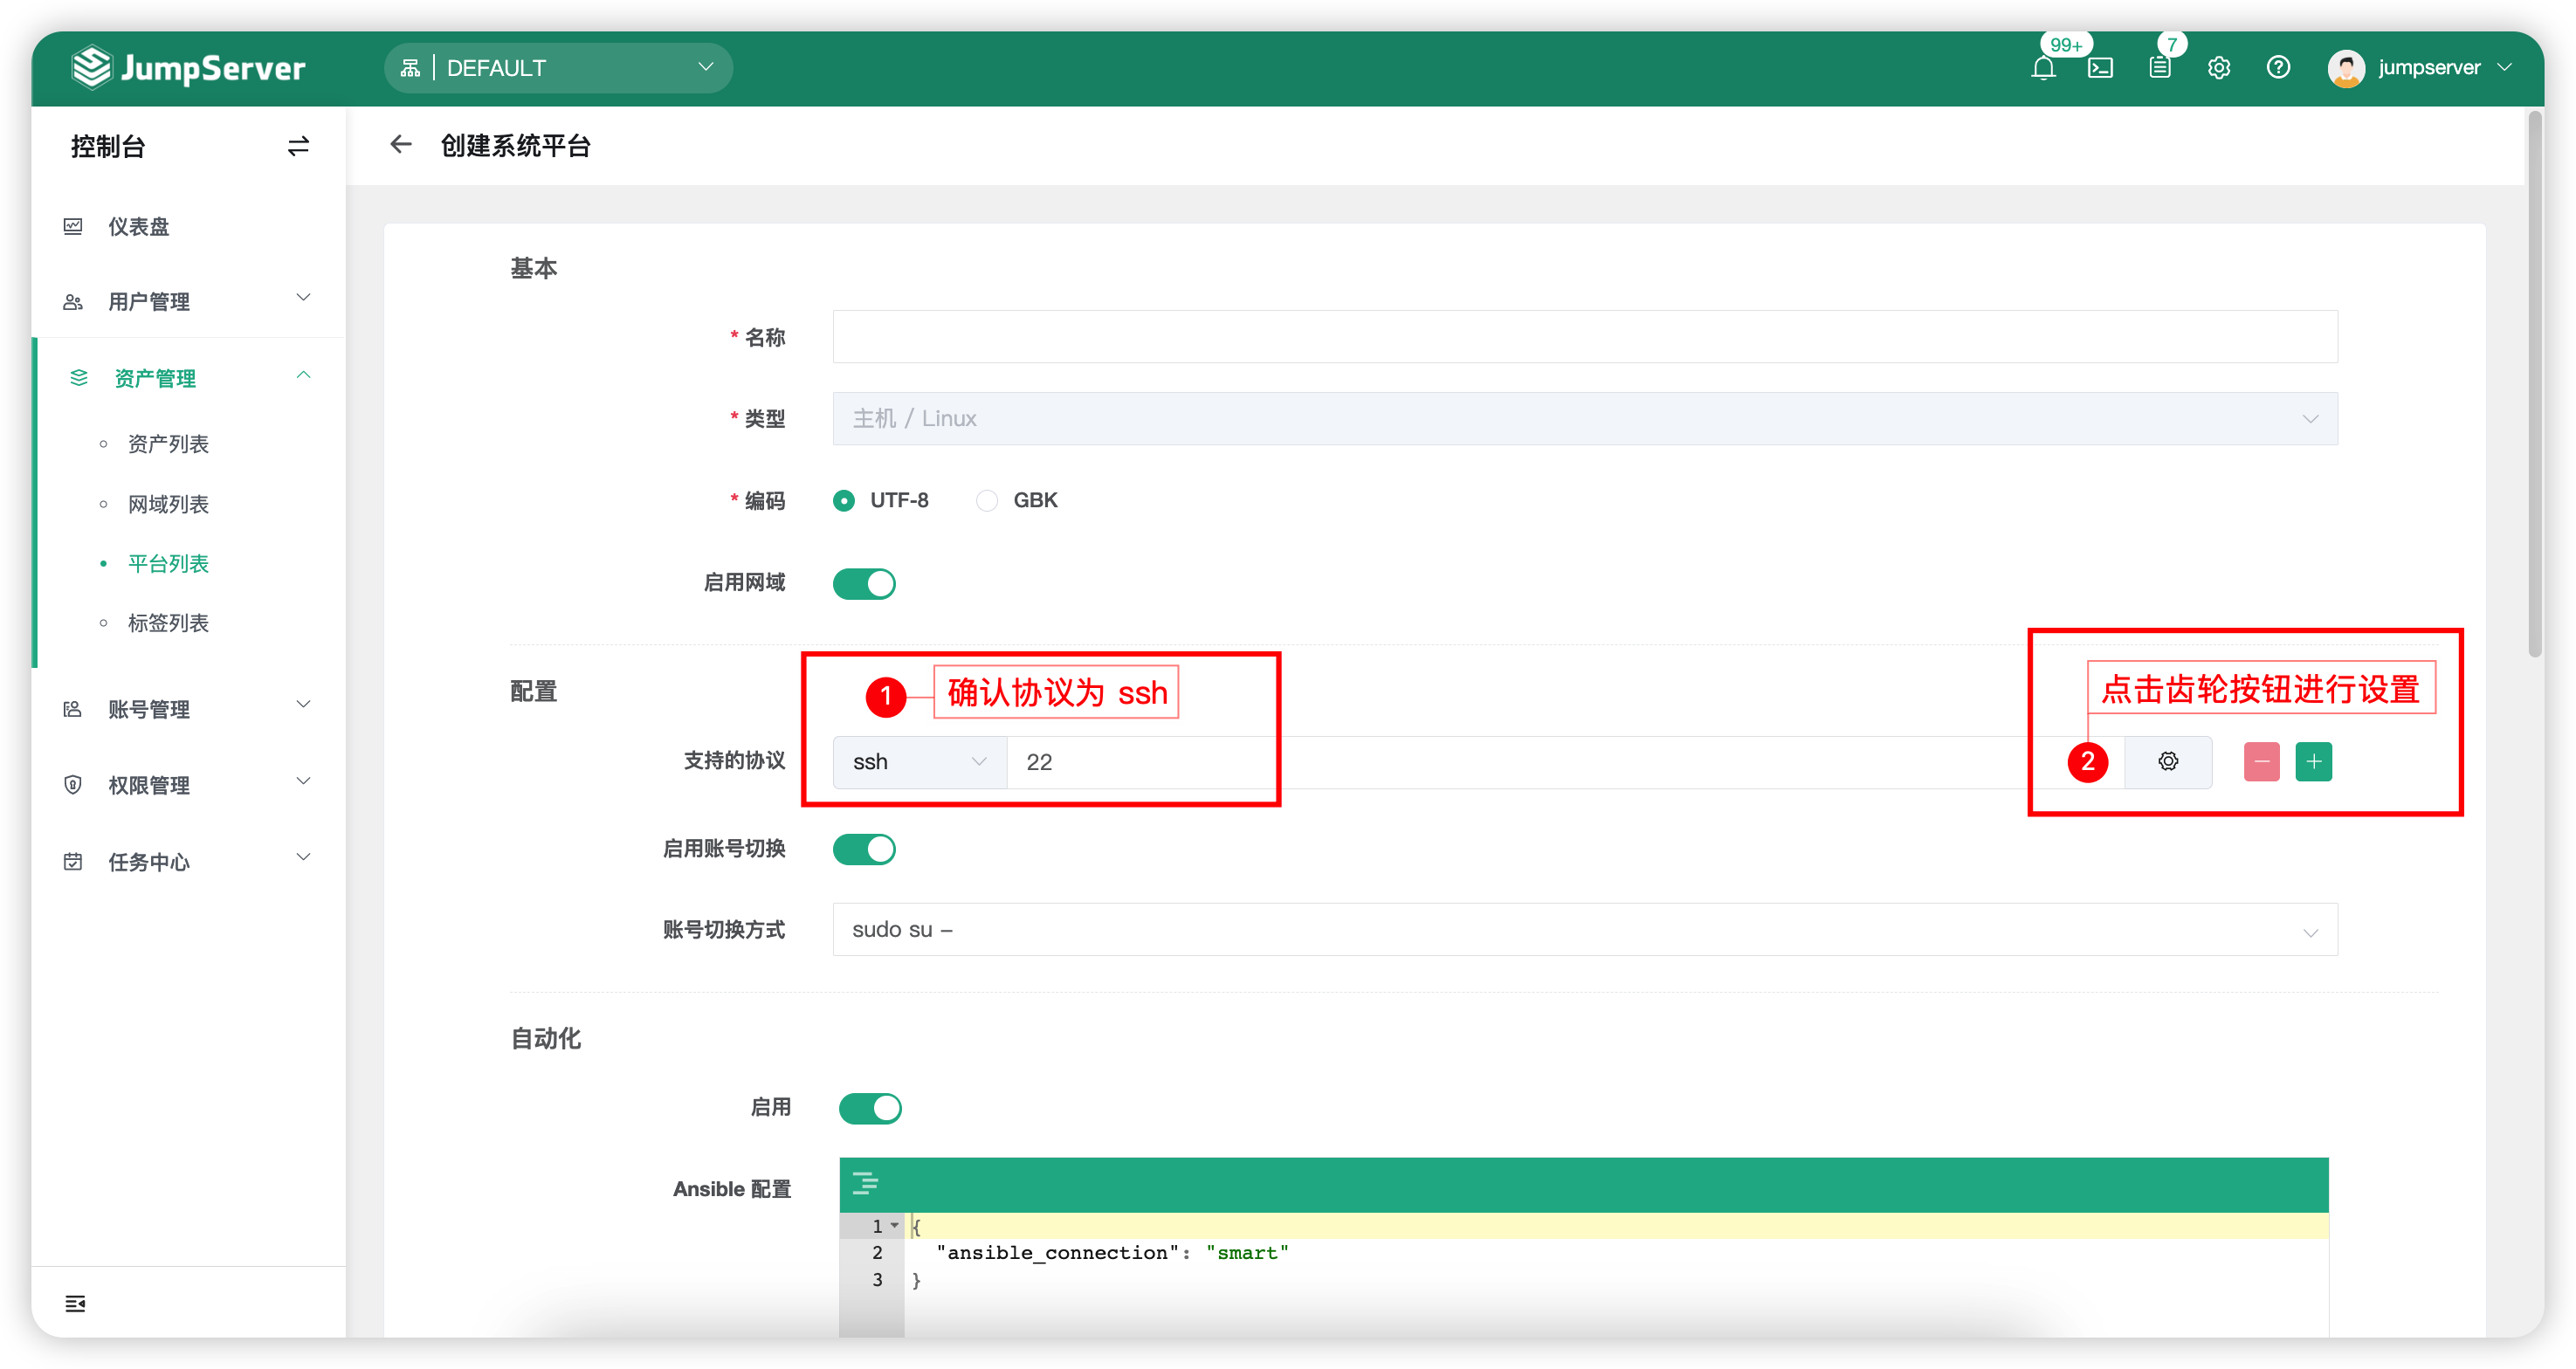 JumpServer
DEFAULT
99+
7
jumpserver
控制台
创建系统平台
仪表盘
用户管理
资产管理
资产列表
网域列表
平台列表
标签列表
账号管理
权限管理
任务中心
基本
* 名称
* 类型
主机 / Linux
* 编码
UTF-8
GBK
启用网域
配置
1 确认协议为 ssh
点击齿轮按钮进行设置
支持的协议
ssh
22
2
启用账号切换
账号切换方式
sudo su –
自动化
启用
Ansible 配置
1 {
2 "ansible_connection": "smart"
3 }